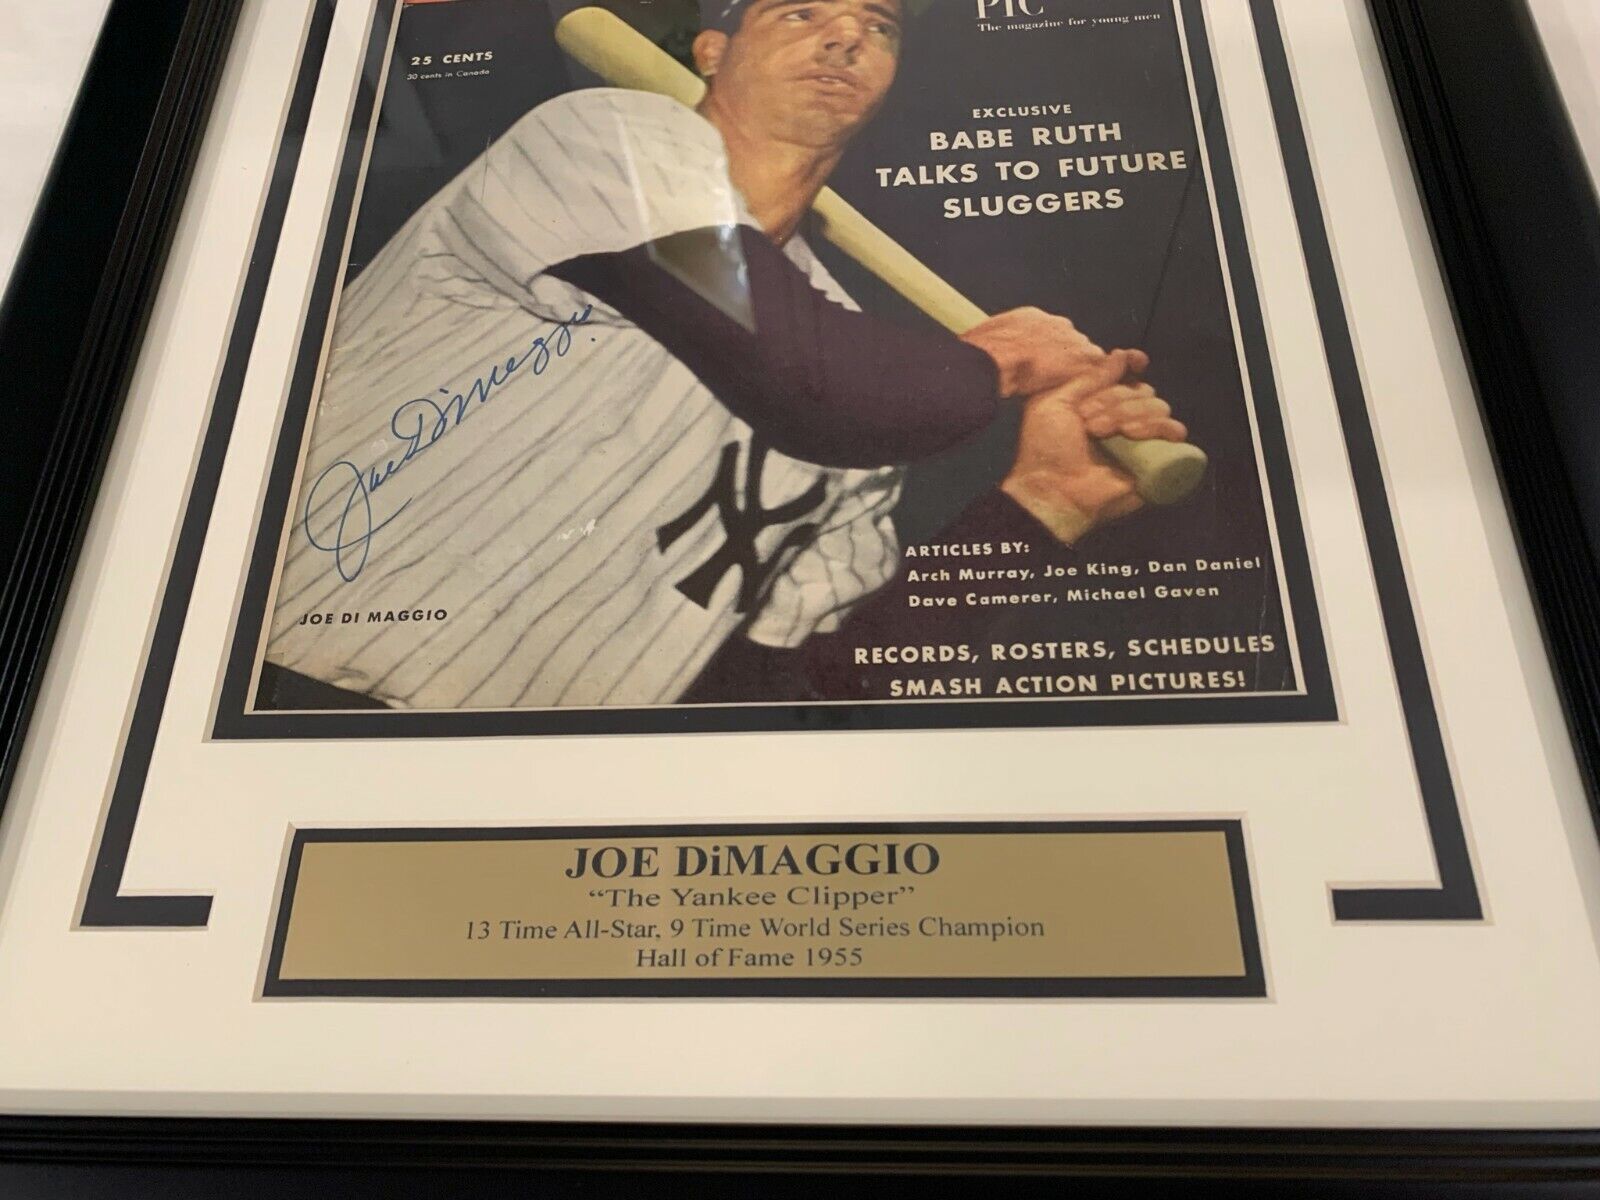 PIC
The magazine for young men
25 CENTS
30 cents in Canada
EXCLUSIVE
BABE RUTH
TALKS TO FUTURE
SLUGGERS
Joe DiMaggio
ARTICLES BY:
Arch Murray, Joe King, Dan Daniel
Dave Camerer, Michael Gaven
JOE DI MAGGIO
RECORDS, ROSTERS, SCHEDULES
SMASH ACTION PICTURES!
JOE DiMAGGIO
“The Yankee Clipper”
13 Time All-Star, 9 Time World Series Champion
Hall of Fame 1955